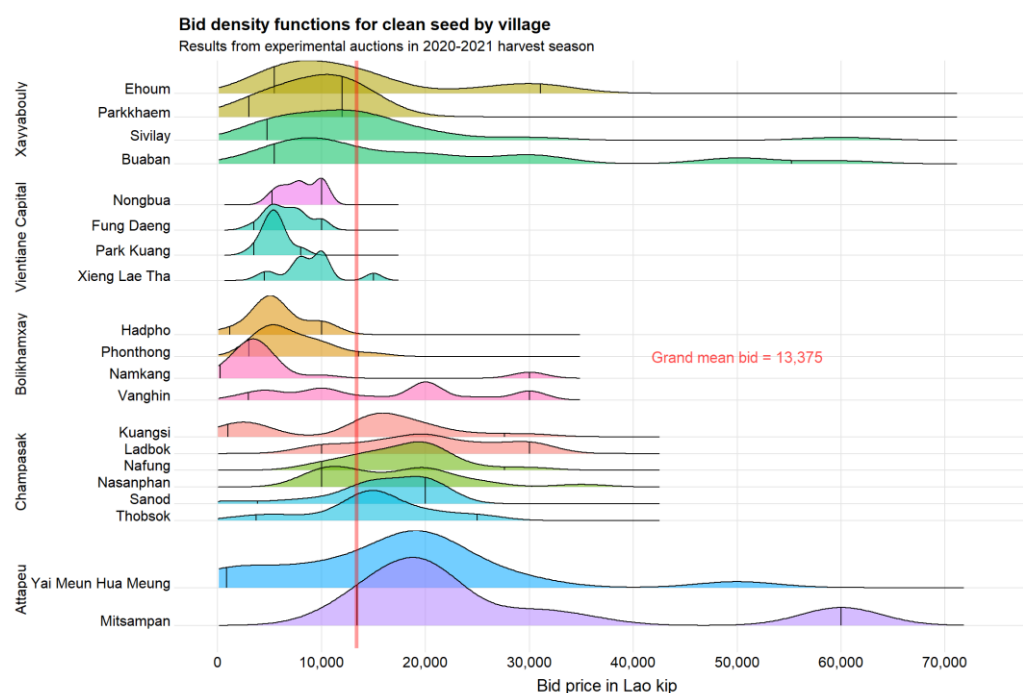 Bid density functions for clean seed by village
Results from experimental auctions in 2020-2021 harvest season
Xayyabouly
Ehoum
Parkkhaem
Sivilay
Buaban
Vientiane Capital
Nongbua
Fung Daeng
Park Kuang
Xieng Lae Tha
Bolikhamxay
Hadpho
Phonthong
Namkang
Vanghin
Grand mean bid = 13,375
Champasak
Kuangsi
Ladbok
Nafung
Nasanphan
Sanod
Thobsok
Attapeu
Yai Meun Hua Meung
Mitsampan
0 10,000 20,000 30,000 40,000 50,000 60,000 70,000
Bid price in Lao kip